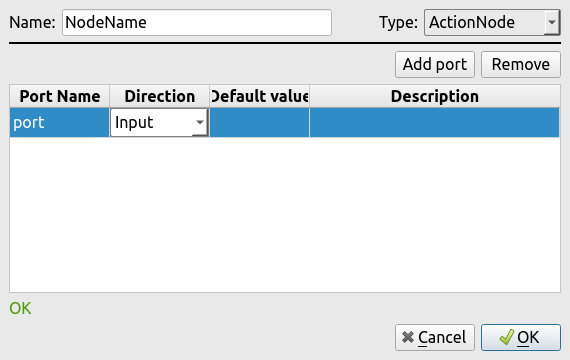 Name: NodeName Type: ActionNode
Add port Remove
Port Name Direction Default value Description
port Input
OK
Cancel OK